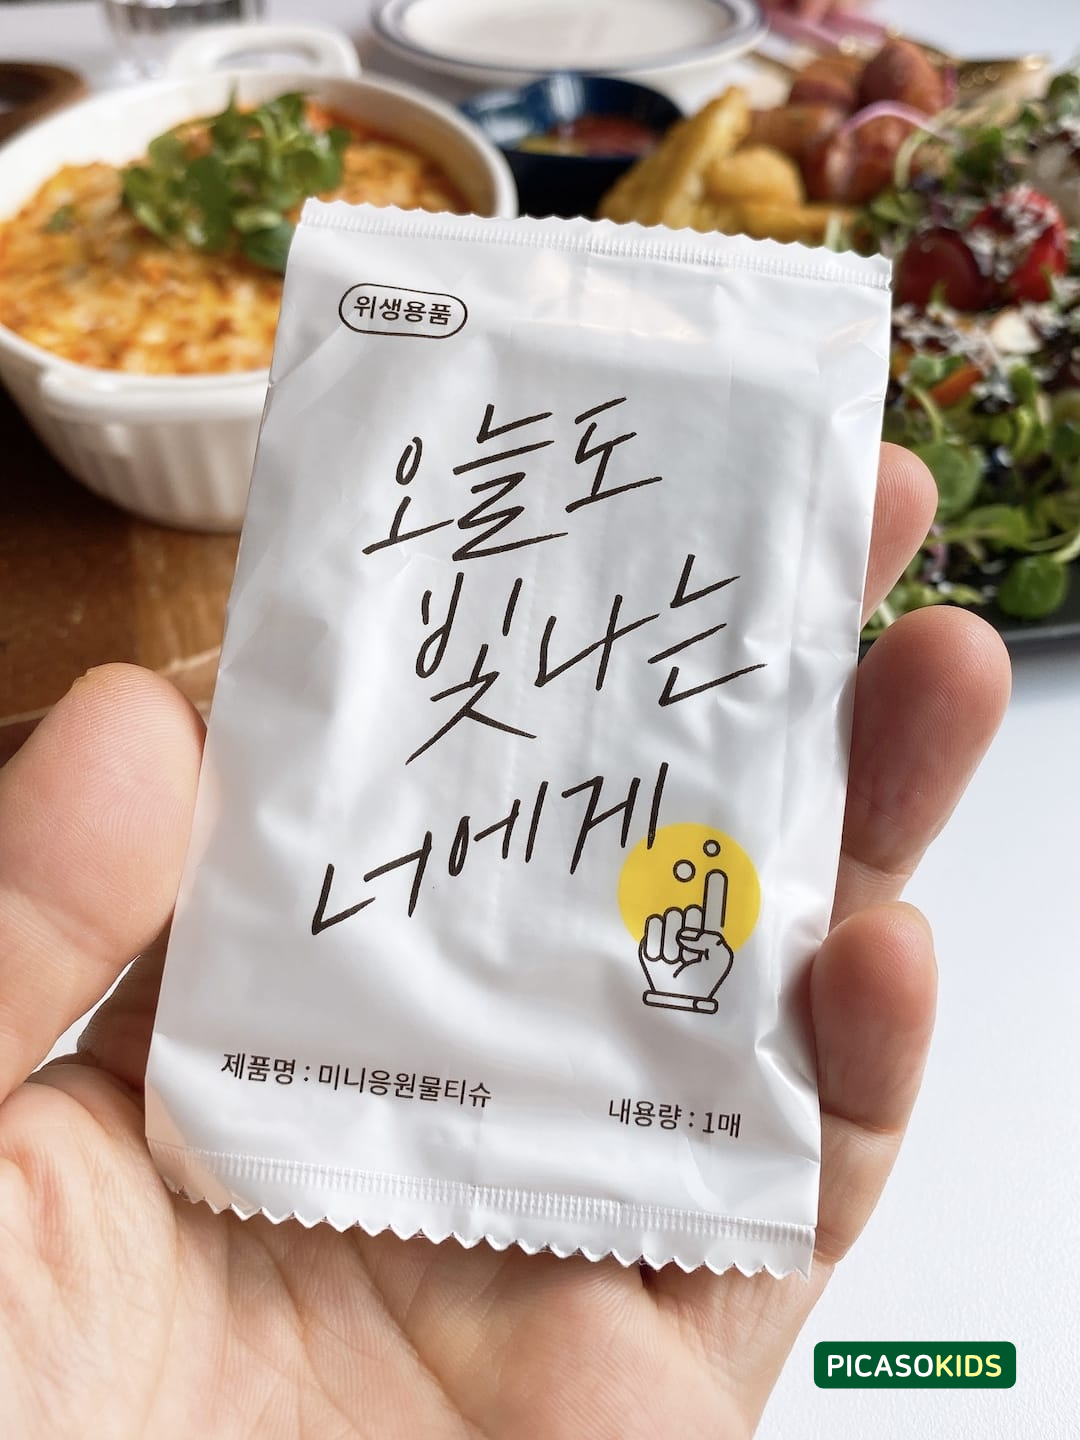 위생용품
오늘도
빛나는
너에게
제품명 : 미니응원물티슈
내용량 : 1매
PICASOKIDS